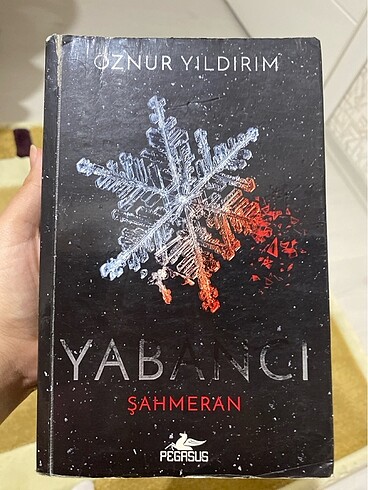 ÖZNUR YILDIRIM
YABANCI
ŞAHMERAN
PEGASUS